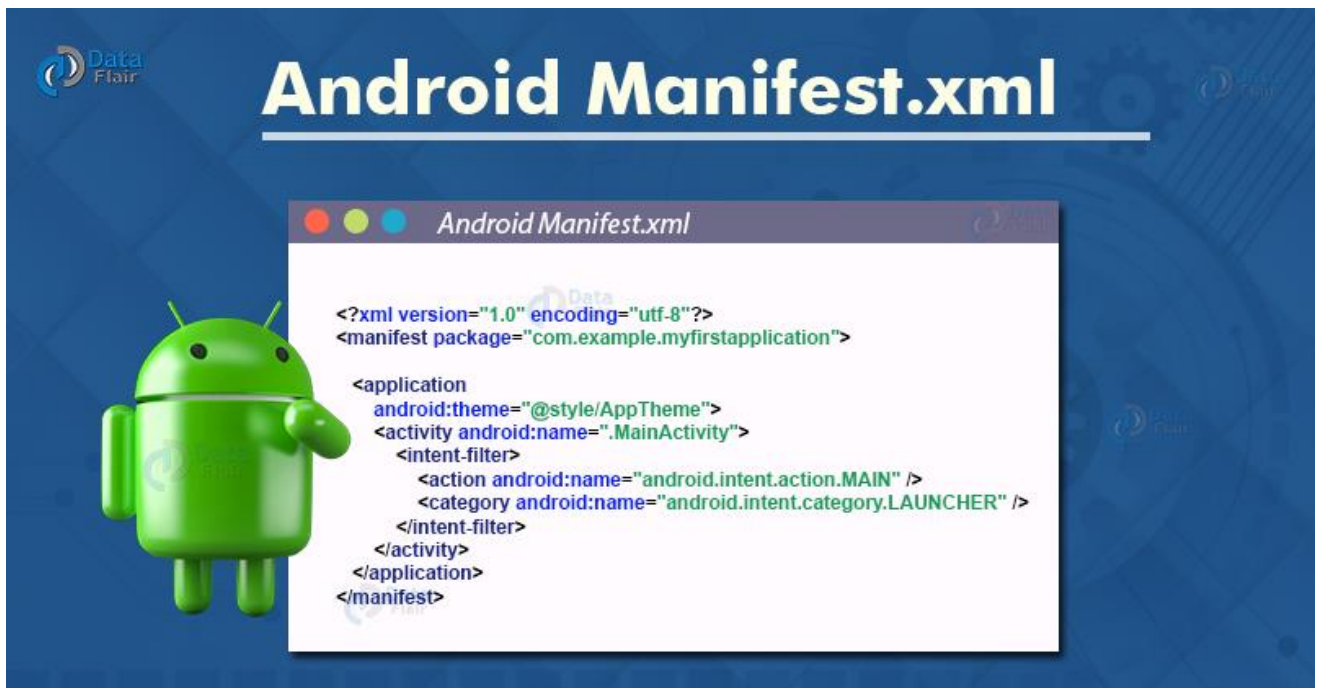 Data
Flair
Android Manifest.xml
Android Manifest.xml
<?xml version="1.0" encoding="utf-8"?>
<manifest package="com.example.myfirstapplication">
<application
android:theme="@style/AppTheme">
<activity android:name=".MainActivity">
<intent-filter>
<action android:name="android.intent.action.MAIN" />
<category android:name="android.intent.category.LAUNCHER" />
</intent-filter>
</activity>
</application>
</manifest>